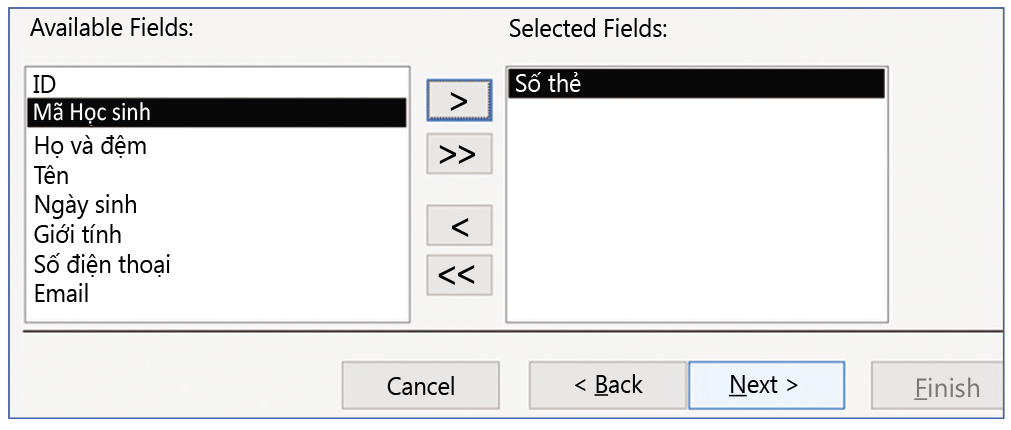 Available Fields:
Selected Fields:
ID
Mã Học sinh
Họ và đệm
Tên
Ngày sinh
Giới tính
Số điện thoại
Email
>
>>
<
<<
Số thẻ
Cancel
< Back
Next >
Finish